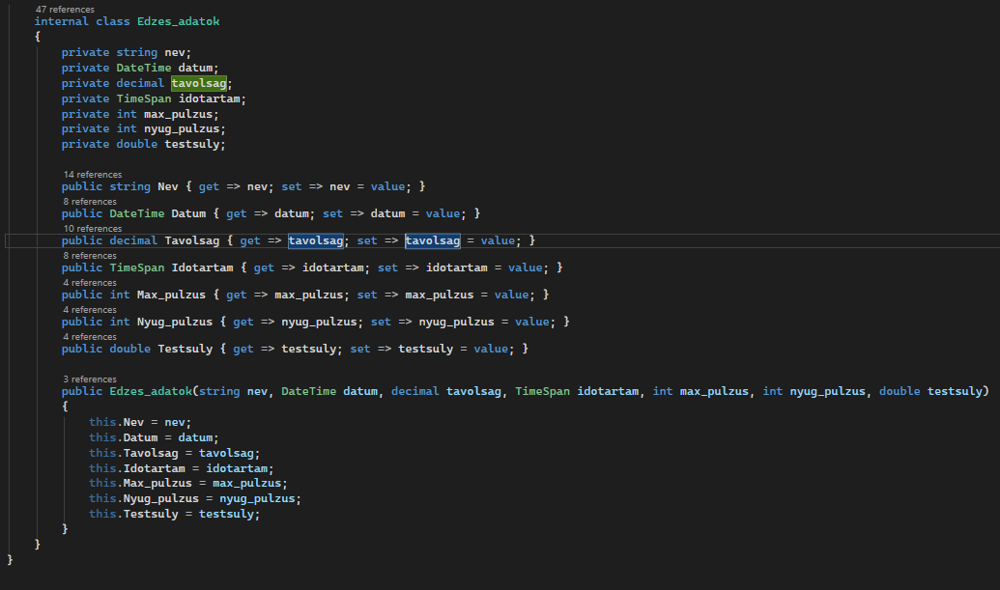 47 references
internal class Edzes_adatok
{
private string nev;
private DateTime datum;
private decimal tavolsag;
private TimeSpan idotartam;
private int max_pulzus;
private int nyug_pulzus;
private double testsuly;
14 references
public string Nev { get => nev; set => nev = value; }
8 references
public DateTime Datum { get => datum; set => datum = value; }
10 references
public decimal Tavolsag { get => tavolsag; set => tavolsag = value; }
8 references
public TimeSpan Idotartam { get => idotartam; set => idotartam = value; }
4 references
public int Max_pulzus { get => max_pulzus; set => max_pulzus = value; }
4 references
public int Nyug_pulzus { get => nyug_pulzus; set => nyug_pulzus = value; }
4 references
public double Testsuly { get => testsuly; set => testsuly = value; }
3 references
public Edzes_adatok(string nev, DateTime datum, decimal tavolsag, TimeSpan idotartam, int max_pulzus, int nyug_pulzus, double testsuly)
{
this.Nev = nev;
this.Datum = datum;
this.Tavolsag = tavolsag;
this.Idotartam = idotartam;
this.Max_pulzus = max_pulzus;
this.Nyug_pulzus = nyug_pulzus;
this.Testsuly = testsuly;
}
}
}